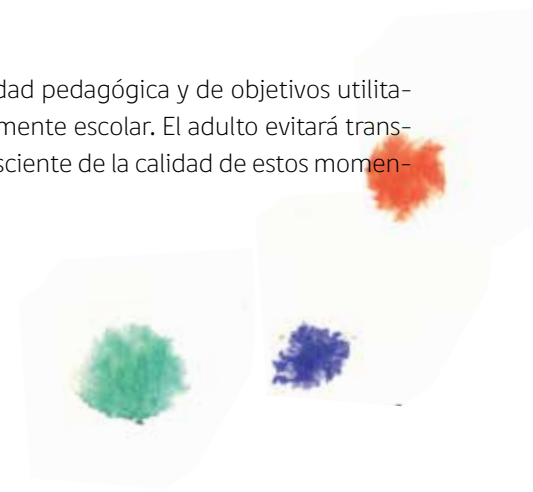 dad pedagógica y de objetivos utilita-
mente escolar. El adulto evitará trans-
sciente de la calidad de estos momen-